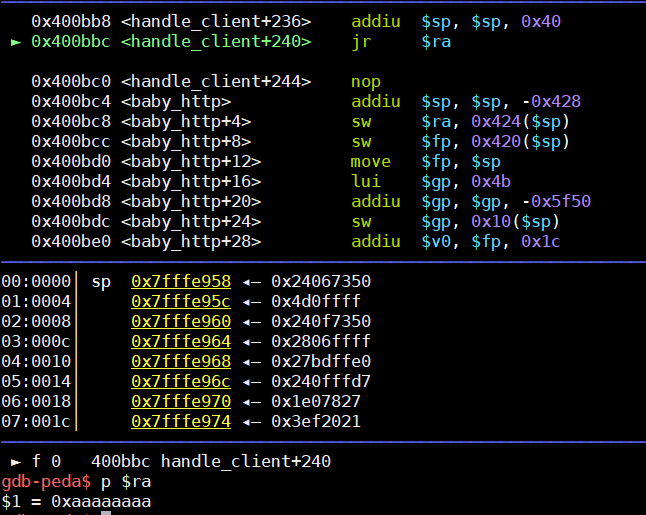 0x400bb8 <handle_client+236> addiu $sp, $sp, 0x40
► 0x400bbc <handle_client+240> jr $ra
0x400bc0 <handle_client+244> nop
0x400bc4 <baby_http> addiu $sp, $sp, -0x428
0x400bc8 <baby_http+4> sw $ra, 0x424($sp)
0x400bcc <baby_http+8> sw $fp, 0x420($sp)
0x400bd0 <baby_http+12> move $fp, $sp
0x400bd4 <baby_http+16> lui $gp, 0x4b
0x400bd8 <baby_http+20> addiu $gp, $gp, -0x5f50
0x400bdc <baby_http+24> sw $gp, 0x10($sp)
0x400be0 <baby_http+28> addiu $v0, $fp, 0x1c
00:0000│ sp 0x7fffe958 ◂— 0x24067350
01:0004│ 0x7fffe95c ◂— 0x4d0ffff
02:0008│ 0x7fffe960 ◂— 0x240f7350
03:000c│ 0x7fffe964 ◂— 0x2806ffff
04:0010│ 0x7fffe968 ◂— 0x27bdffe0
05:0014│ 0x7fffe96c ◂— 0x240fffd7
06:0018│ 0x7fffe970 ◂— 0x1e07827
07:001c│ 0x7fffe974 ◂— 0x3ef2021
► f 0 400bbc handle_client+240
gdb-peda$ p $ra
$1 = 0xaaaaaaaa